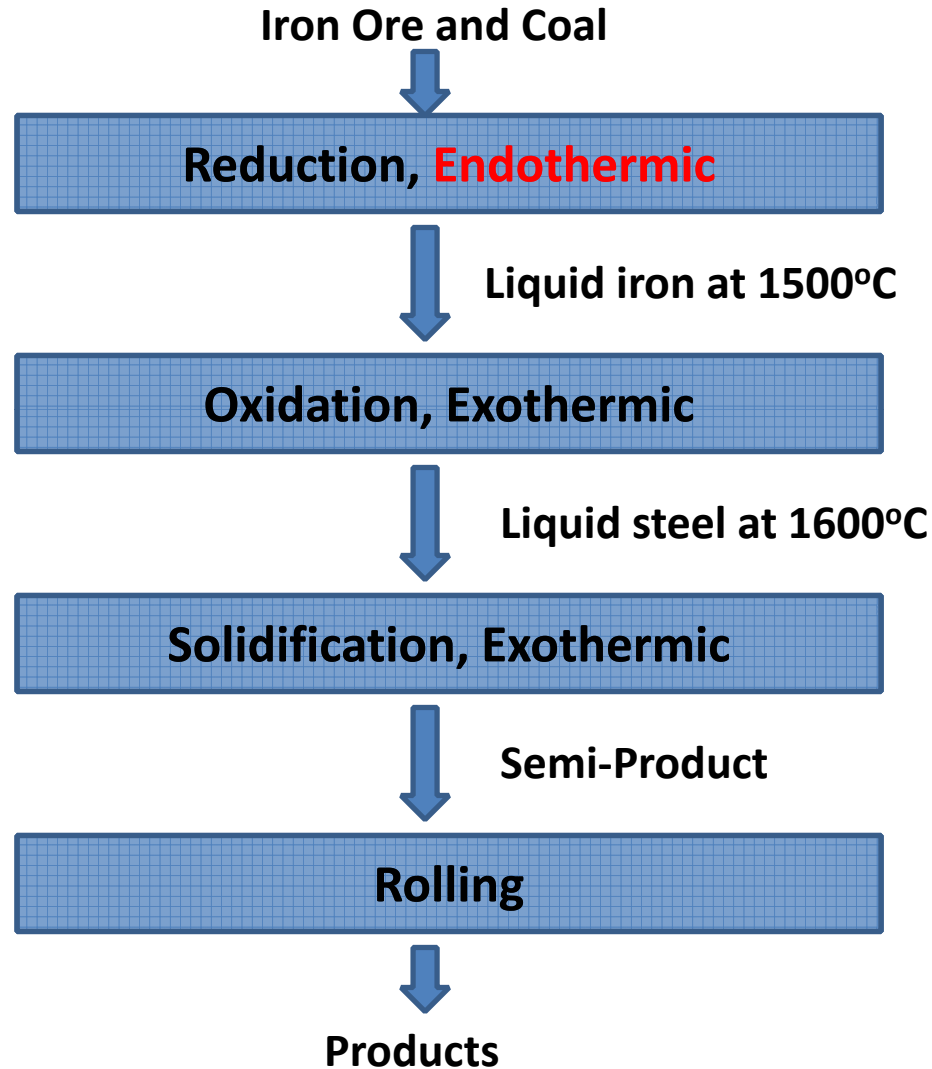 Iron Ore and Coal
Reduction, Endothermic
Liquid iron at 1500ºC
Oxidation, Exothermic
Liquid steel at 1600ºC
Solidification, Exothermic
Semi-Product
Rolling
Products